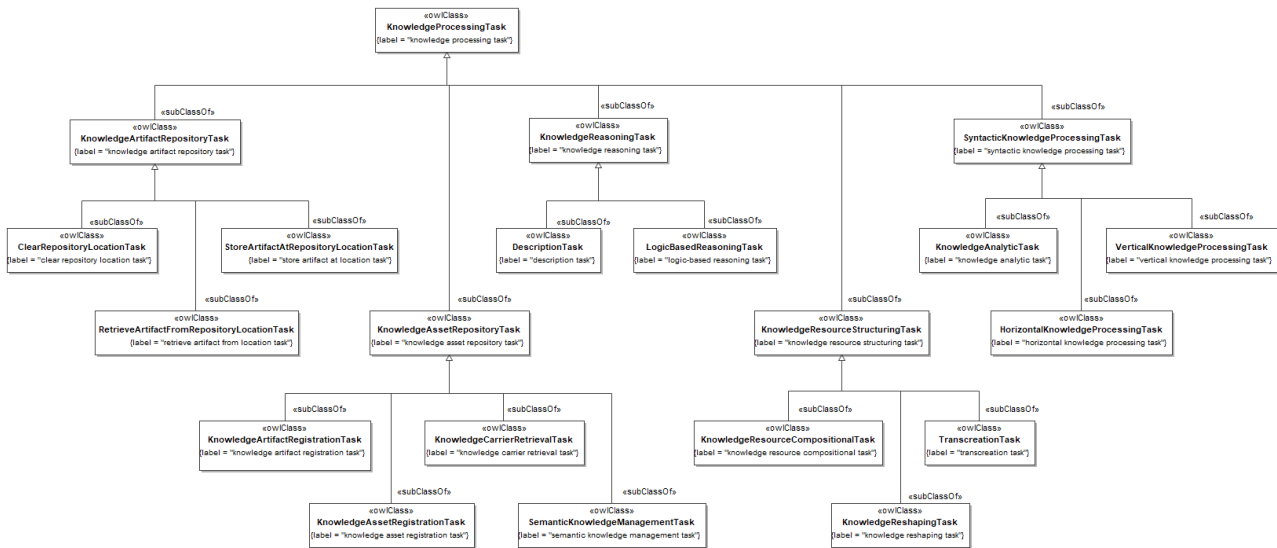 «owlClass»
KnowledgeProcessingTask
{label = "knowledge processing task"}
«subClassOf»
«owlClass»
KnowledgeArtifactRepositoryTask
{label = "knowledge artifact repository task"}
«subClassOf»
«subClassOf»
«owlClass»
KnowledgeReasoningTask
{label = "knowledge reasoning task"}
«subClassOf»
«subClassOf»
«owlClass»
SyntacticKnowledgeProcessingTask
{label = "syntactic knowledge processing task"}
«subClassOf»
«owlClass»
ClearRepositoryLocationTask
{label = "clear repository location task"}
«subClassOf»
«owlClass»
StoreArtifactAtRepositoryLocationTask
{label = "store artifact at location task"}
«subClassOf»
«owlClass»
DescriptionTask
{label = "description task"}
«subClassOf»
«owlClass»
LogicBasedReasoningTask
{label = "logic-based reasoning task"}
«subClassOf»
«owlClass»
KnowledgeAnalyticTask
{label = "knowledge analytic task"}
«subClassOf»
«owlClass»
VerticalKnowledgeProcessingTask
{label = "vertical knowledge processing task"}
«subClassOf»
«owlClass»
RetrieveArtifactFromRepositoryLocationTask
{label = "retrieve artifact from location task"}
«owlClass»
KnowledgeAssetRepositoryTask
{label = "knowledge asset repository task"}
«owlClass»
KnowledgeResourceStructuringTask
{label = "knowledge resource structuring task"}
«subClassOf»
«owlClass»
HorizontalKnowledgeProcessingTask
{label = "horizontal knowledge processing task"}
«subClassOf»
«owlClass»
KnowledgeArtifactRegistrationTask
{label = "knowledge artifact registration task"}
«subClassOf»
«owlClass»
KnowledgeCarrierRetrievalTask
{label = "knowledge carrier retrieval task"}
«subClassOf»
«owlClass»
KnowledgeResourceCompositionalTask
{label = "knowledge resource compositional task"}
«subClassOf»
«owlClass»
TranscreationTask
{label = "transcreation task"}
«subClassOf»
«owlClass»
KnowledgeAssetRegistrationTask
{label = "knowledge asset registration task"}
«subClassOf»
«owlClass»
SemanticKnowledgeManagementTask
{label = "semantic knowledge management task"}
«subClassOf»
«owlClass»
KnowledgeReshapingTask
{label = "knowledge reshaping task"}